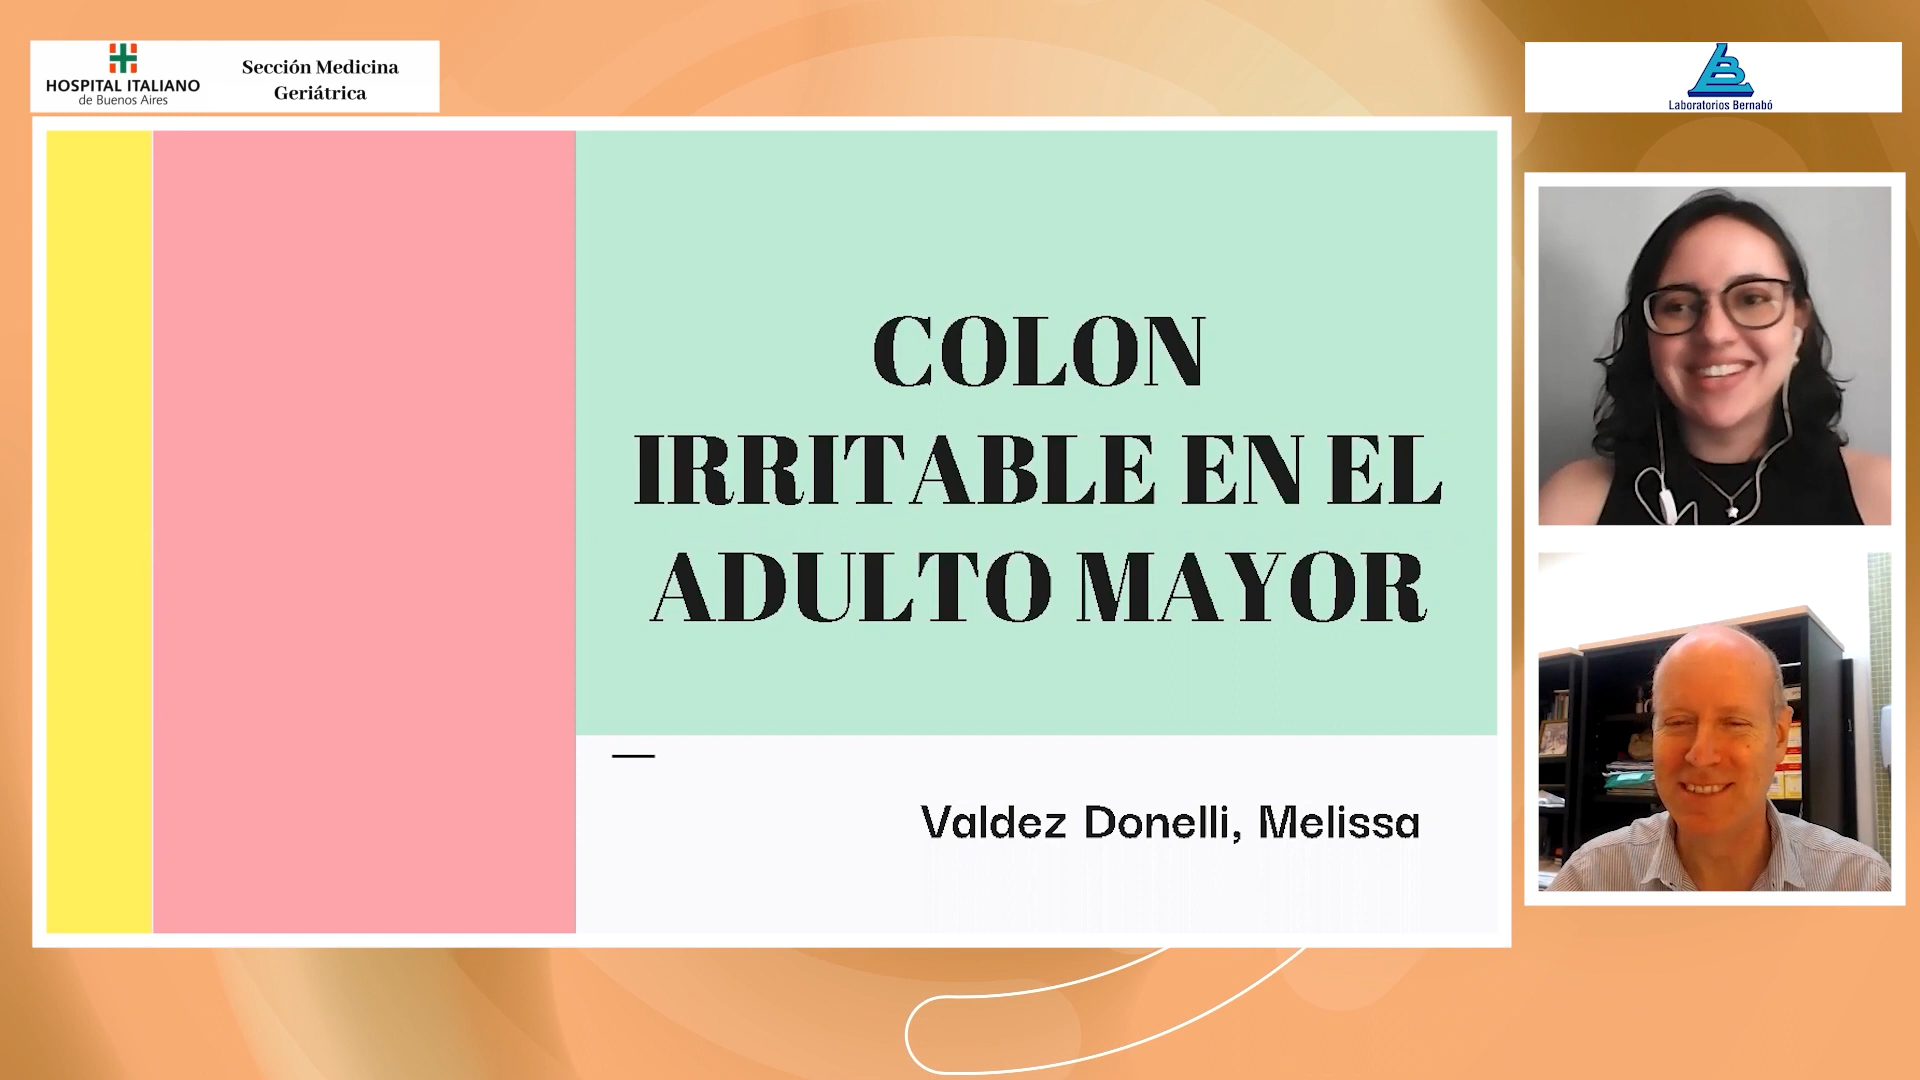 HOSPITAL ITALIANO
de Buenos Aires
Sección Medicina
Geriátrica
Laboratorios Bernabó
COLON
IRRITABLE EN EL
ADULTO MAYOR
Valdez Donelli, Melissa